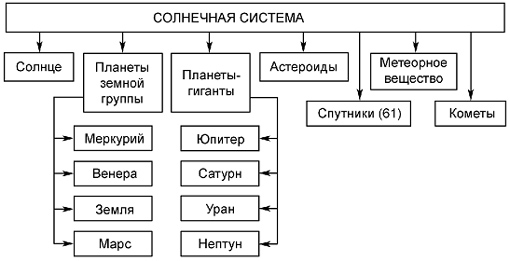 СОЛНЕЧНАЯ СИСТЕМА
Солнце
Планеты
земной
группы
Планеты-
гиганты
Астероиды
Метеорное
вещество
Спутники (61)
Кометы
Меркурий
Венера
Земля
Марс
Юпитер
Сатурн
Уран
Нептун